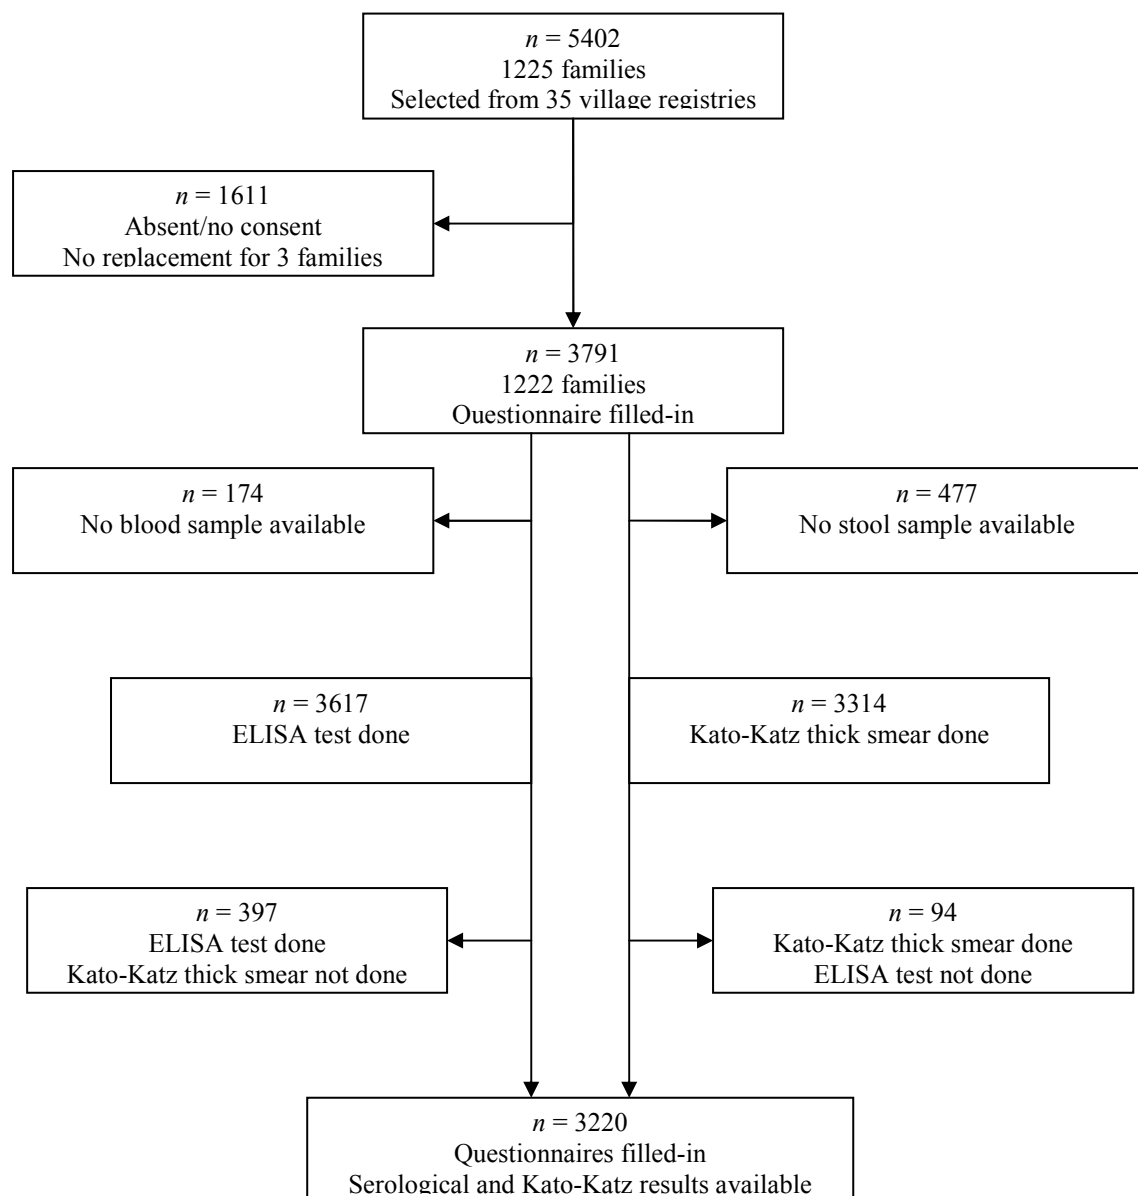 n = 5402
1225 families
Selected from 35 village registries
n = 1611
Absent/no consent
No replacement for 3 families
n = 3791
1222 families
Questionnaire filled-in
n = 174
No blood sample available
n = 477
No stool sample available
n = 3617
ELISA test done
n = 3314
Kato-Katz thick smear done
n = 397
ELISA test done
Kato-Katz thick smear not done
n = 94
Kato-Katz thick smear done
ELISA test not done
n = 3220
Questionnaires filled-in
Serological and Kato-Katz results available